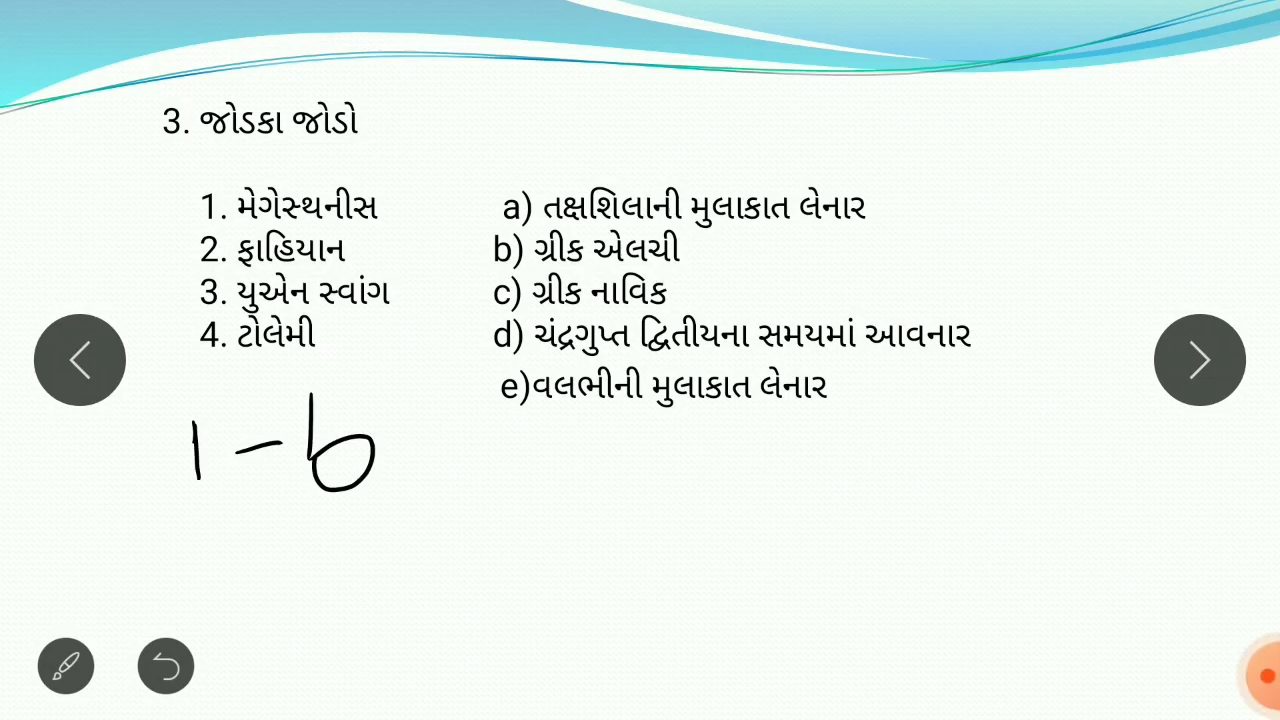 3. જોડકા જોડો
1. મેગેસ્થનીસ a) તક્ષશિલાની મુલાકાત લેનાર
2. ફાહિયાન b) ગ્રીક એલચી
3. યુએન સ્વાંગ c) ગ્રીક નાવિક
4. ટોલેમી d) ચંદ્રગુપ્ત દ્વિતીયના સમયમાં આવનાર
e)વલભીની મુલાકાત લેનાર
1 - b